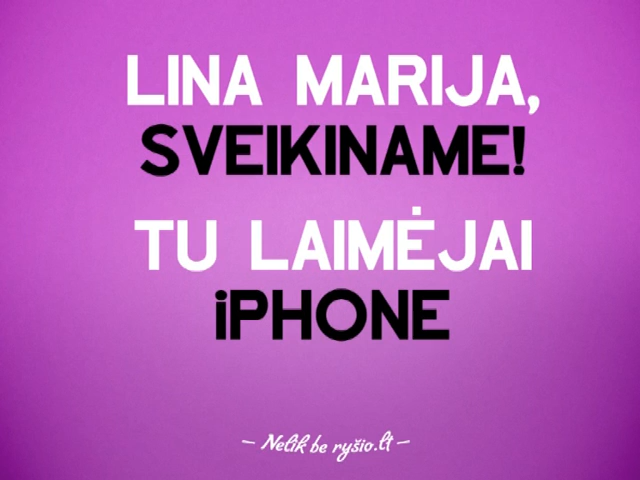 LINA MARIJA,
SVEIKINAME!
TU LAIMĖJAI
iPHONE
– Nelik be ryšio.lt –